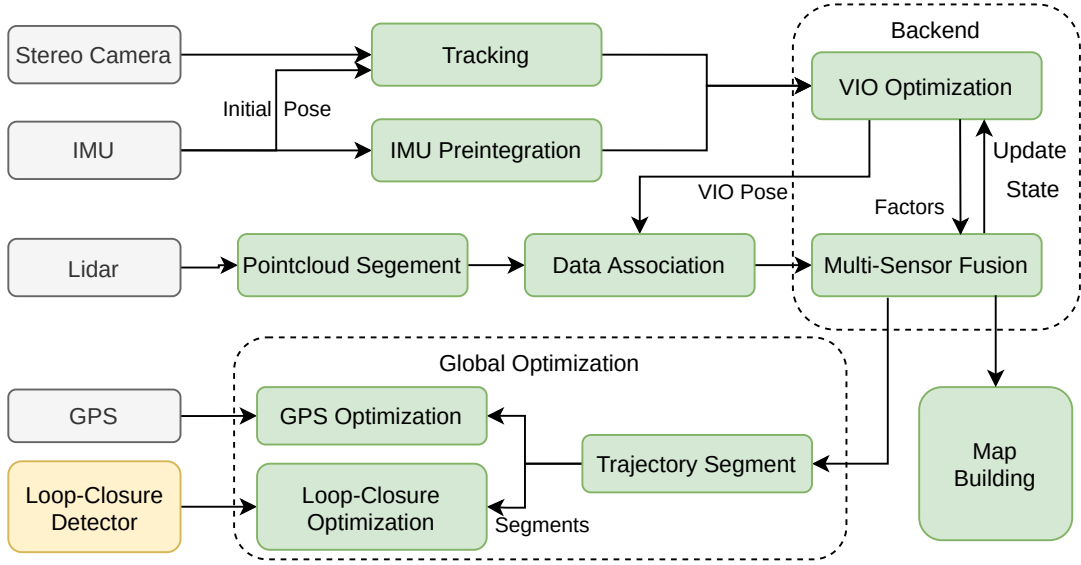 Backend
Stereo Camera
Tracking
VIO Optimization
Initial Pose
IMU
IMU Preintegration
Update
State
VIO Pose
Factors
Lidar
Pointcloud Segement
Data Association
Multi-Sensor Fusion
Global Optimization
GPS
GPS Optimization
Trajectory Segment
Map
Building
Loop-Closure
Detector
Loop-Closure
Optimization
Segments